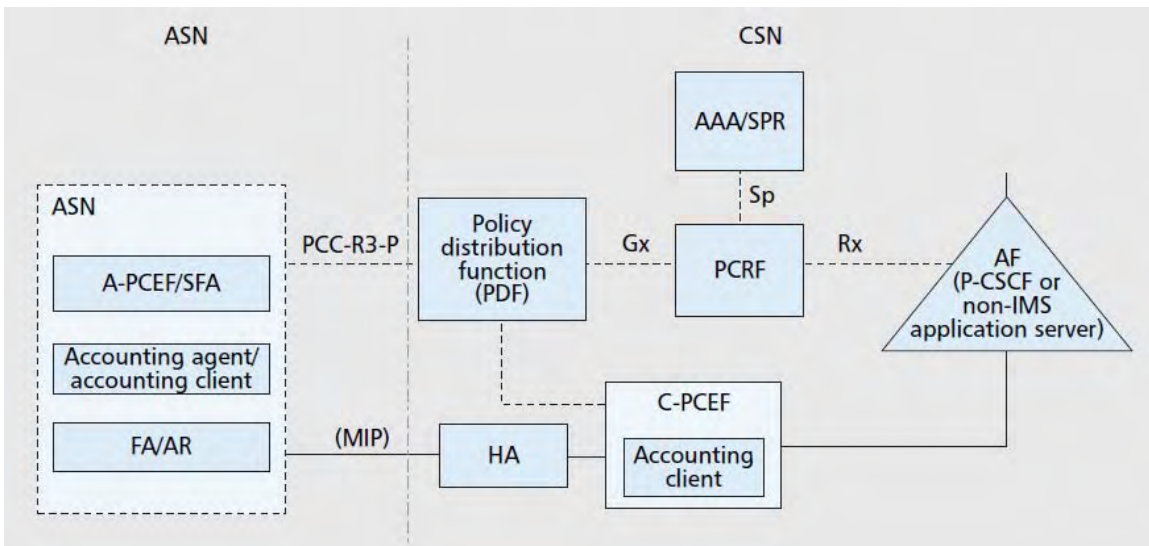 ASN
CSN
AAA/SPR
Sp
ASN
A-PCEF/SFA
Accounting agent/
accounting client
FA/AR
PCC-R3-P
Policy
distribution
function
(PDF)
Gx
PCRF
Rx
AF
(P-CSCF or
non-IMS
application server)
(MIP)
HA
C-PCEF
Accounting
client